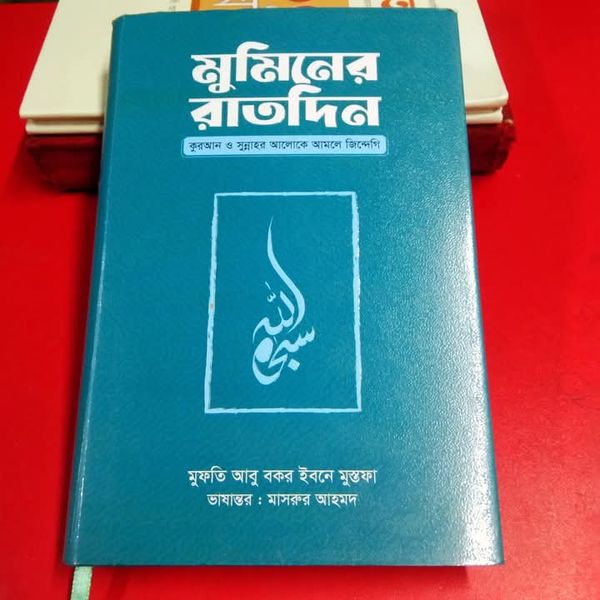 মুমিনের
রাতদিন
কুরআন ও সুন্নাহর আলোকে আমলে জিন্দেগি
سبحان الله
মুফতি আবু বকর ইবনে মুস্তফা
ভাষান্তর : মাসরুর আহমদ